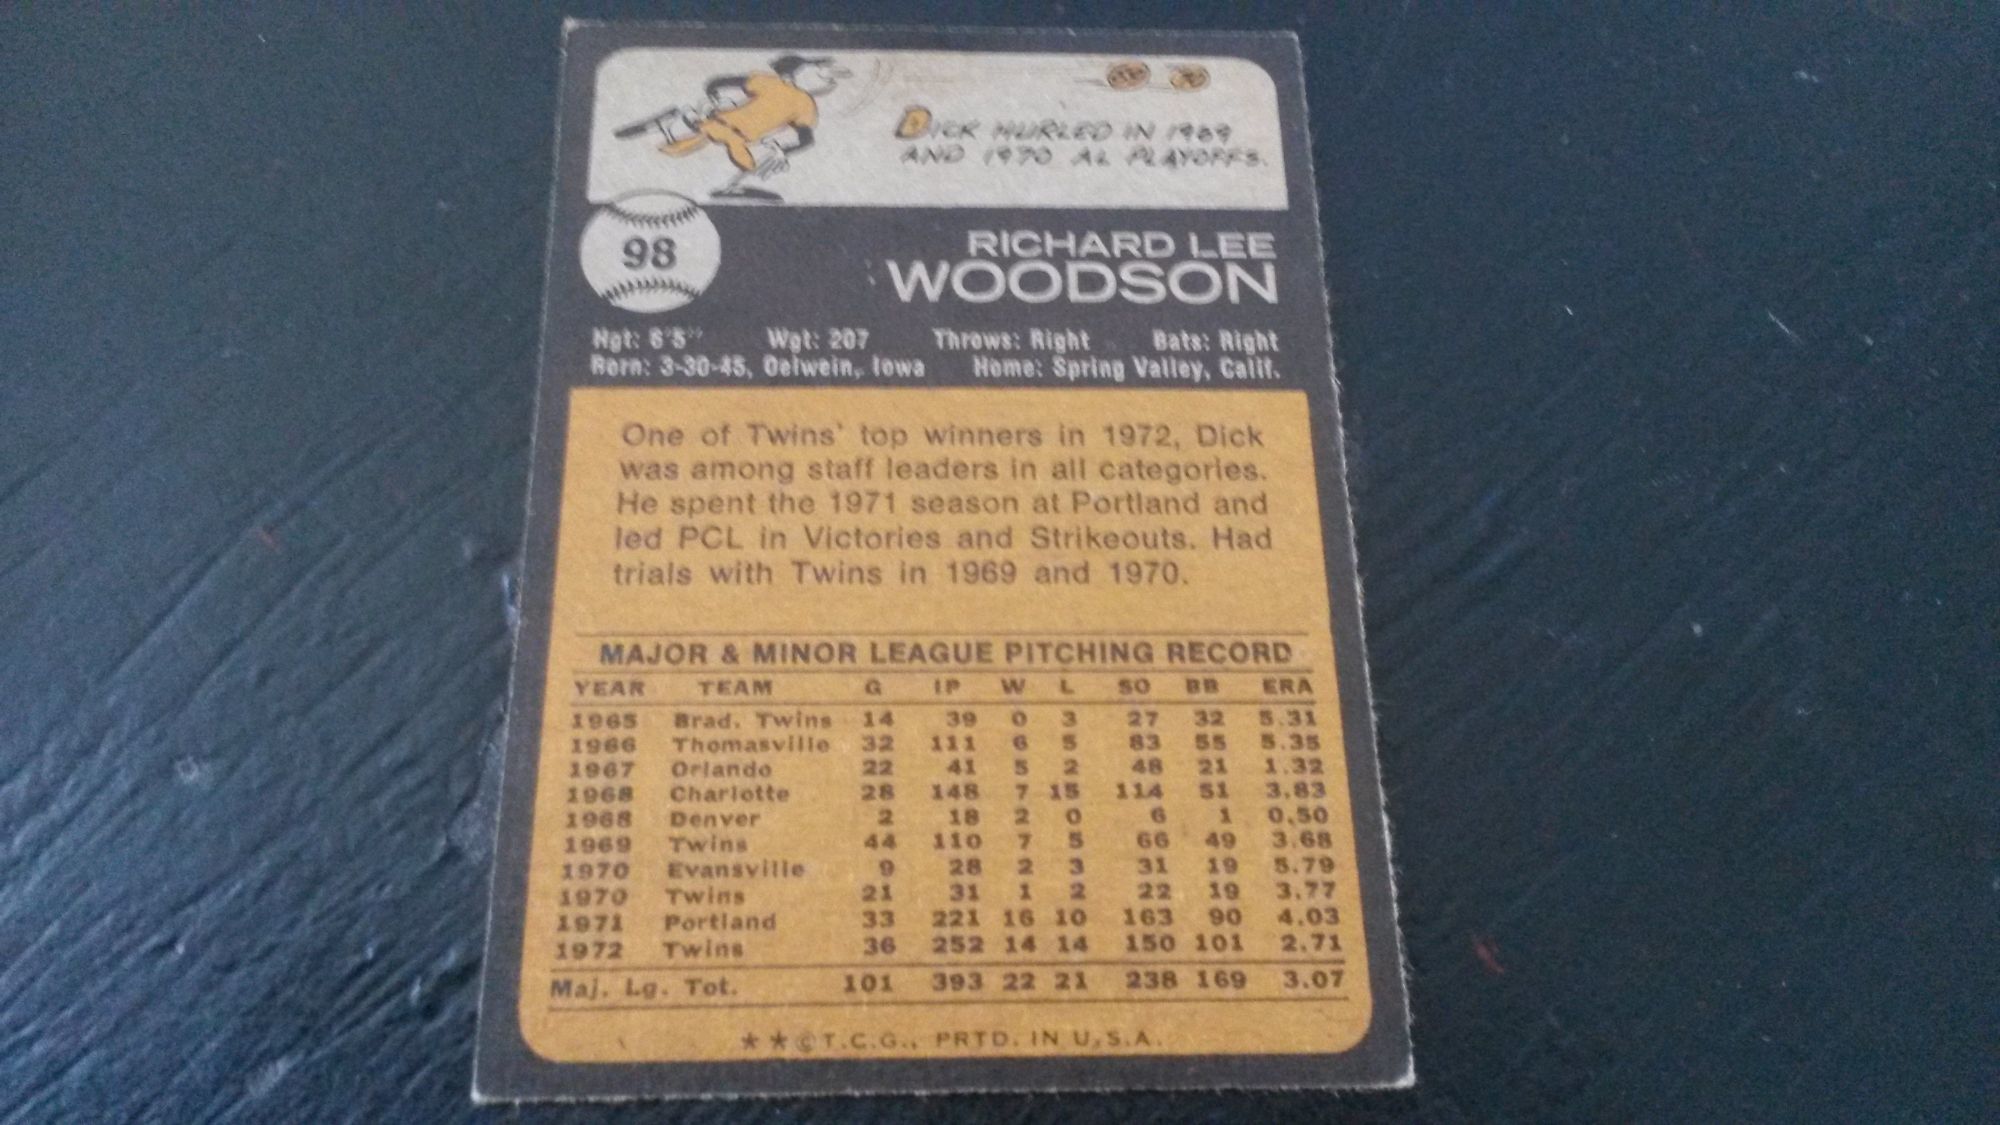 DICK HURLED IN 1969
AND 1970 AL PLAYOFFS.
98
RICHARD LEE
WOODSON
Hgt: 6'5" Wgt: 207 Throws: Right Bats: Right
Born: 3-30-45, Oelwein, Iowa Home: Spring Valley, Calif.
One of Twins' top winners in 1972, Dick
was among staff leaders in all categories.
He spent the 1971 season at Portland and
led PCL in Victories and Strikeouts. Had
trials with Twins in 1969 and 1970.
MAJOR & MINOR LEAGUE PITCHING RECORD
YEAR TEAM G IP W L SO BB ERA
1965 Brad. Twins 14 39 0 3 27 32 5.31
1966 Thomasville 32 111 6 5 83 55 5.35
1967 Orlando 22 41 5 2 48 21 1.32
1968 Charlotte 28 148 7 15 114 51 3.83
1968 Denver 2 18 2 0 6 1 0.50
1969 Twins 44 110 7 5 66 49 3.68
1970 Evansville 9 28 2 3 31 19 5.79
1970 Twins 21 31 1 2 22 19 3.77
1971 Portland 33 221 16 10 163 90 4.03
1972 Twins 36 252 14 14 150 101 2.71
Maj. Lg. Tot. 101 393 22 21 238 169 3.07
**©T.C.G., PRTD. IN U.S.A.